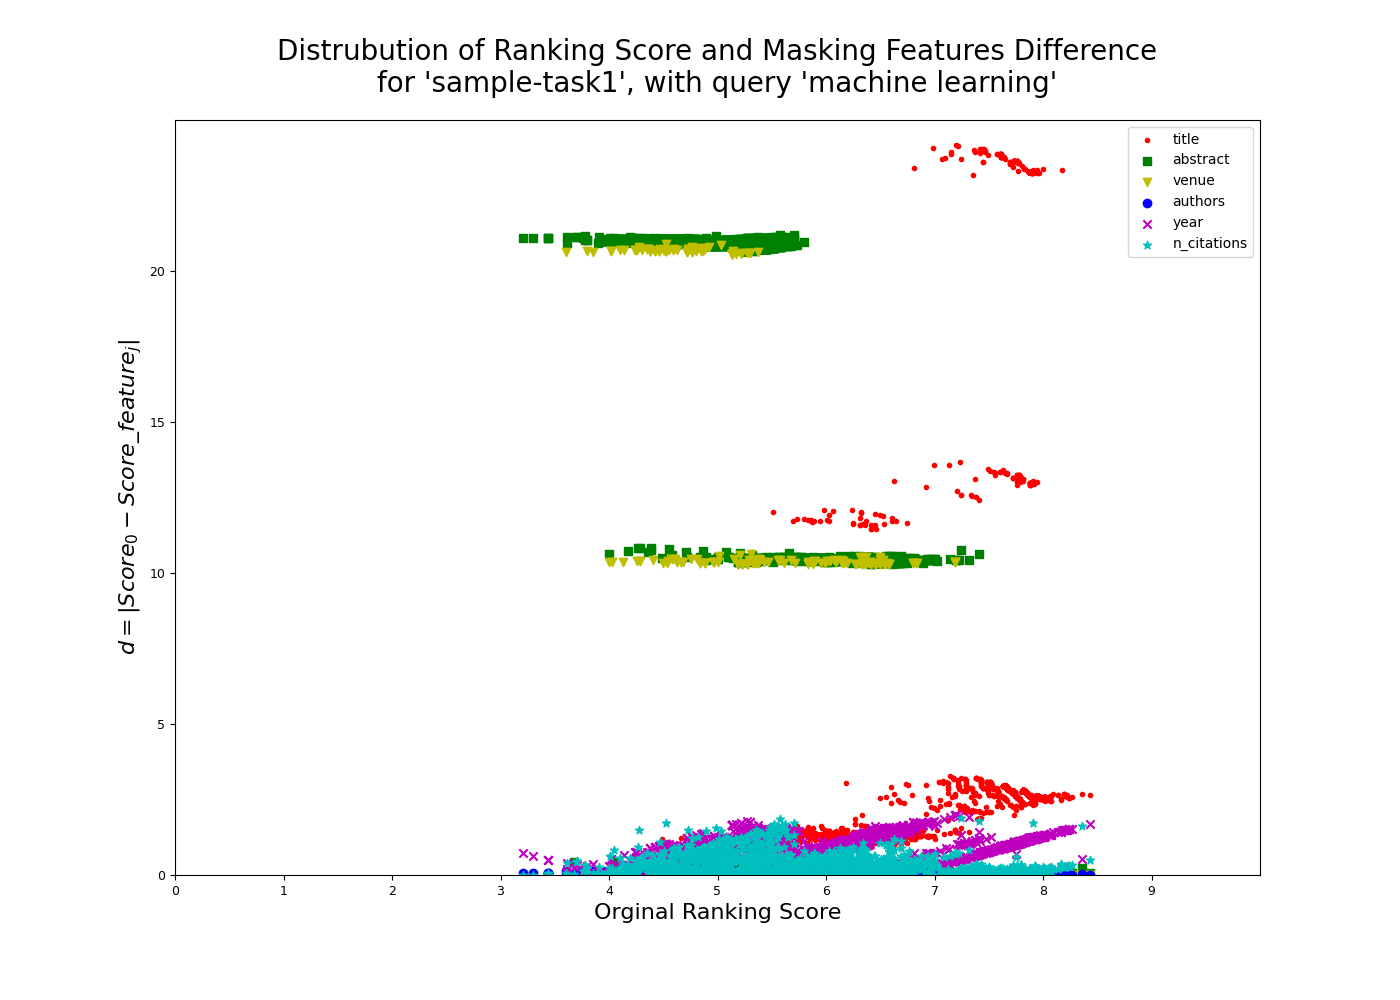 Distrubution of Ranking Score and Masking Features Difference
for 'sample-task1', with query 'machine learning'
title
abstract
venue
authors
year
n_citations
d = |Score_0 − Score_feature_j|
20
15
10
5
0
0 1 2 3 4 5 6 7 8 9
Orginal Ranking Score